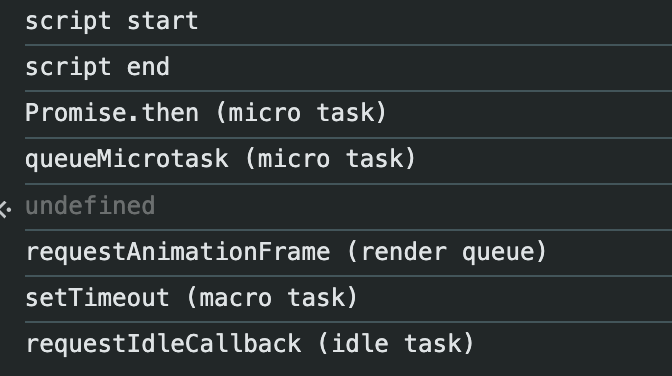 script start
script end
Promise.then (micro task)
queueMicrotask (micro task)
undefined
requestAnimationFrame (render queue)
setTimeout (macro task)
requestIdleCallback (idle task)